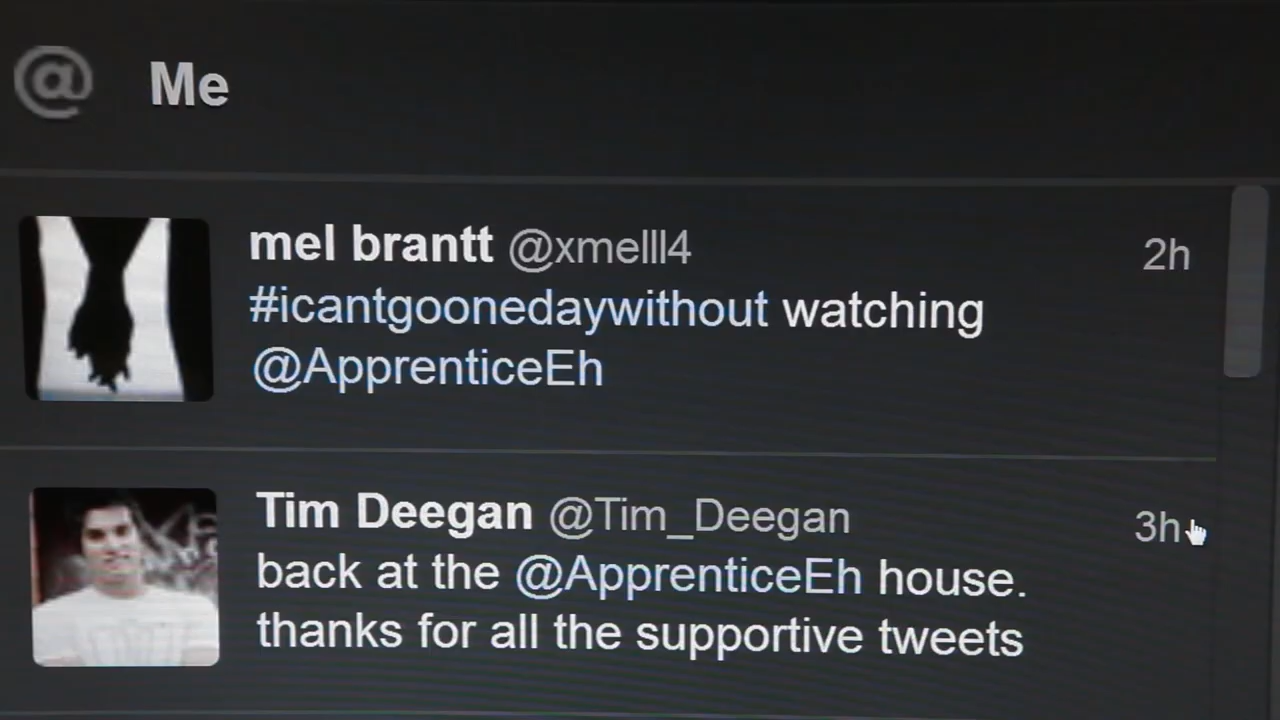 @ Me
mel brantt @xmelll4 2h
#icantgoonedaywithout watching
@ApprenticeEh
Tim Deegan @Tim_Deegan 3h
back at the @ApprenticeEh house.
thanks for all the supportive tweets